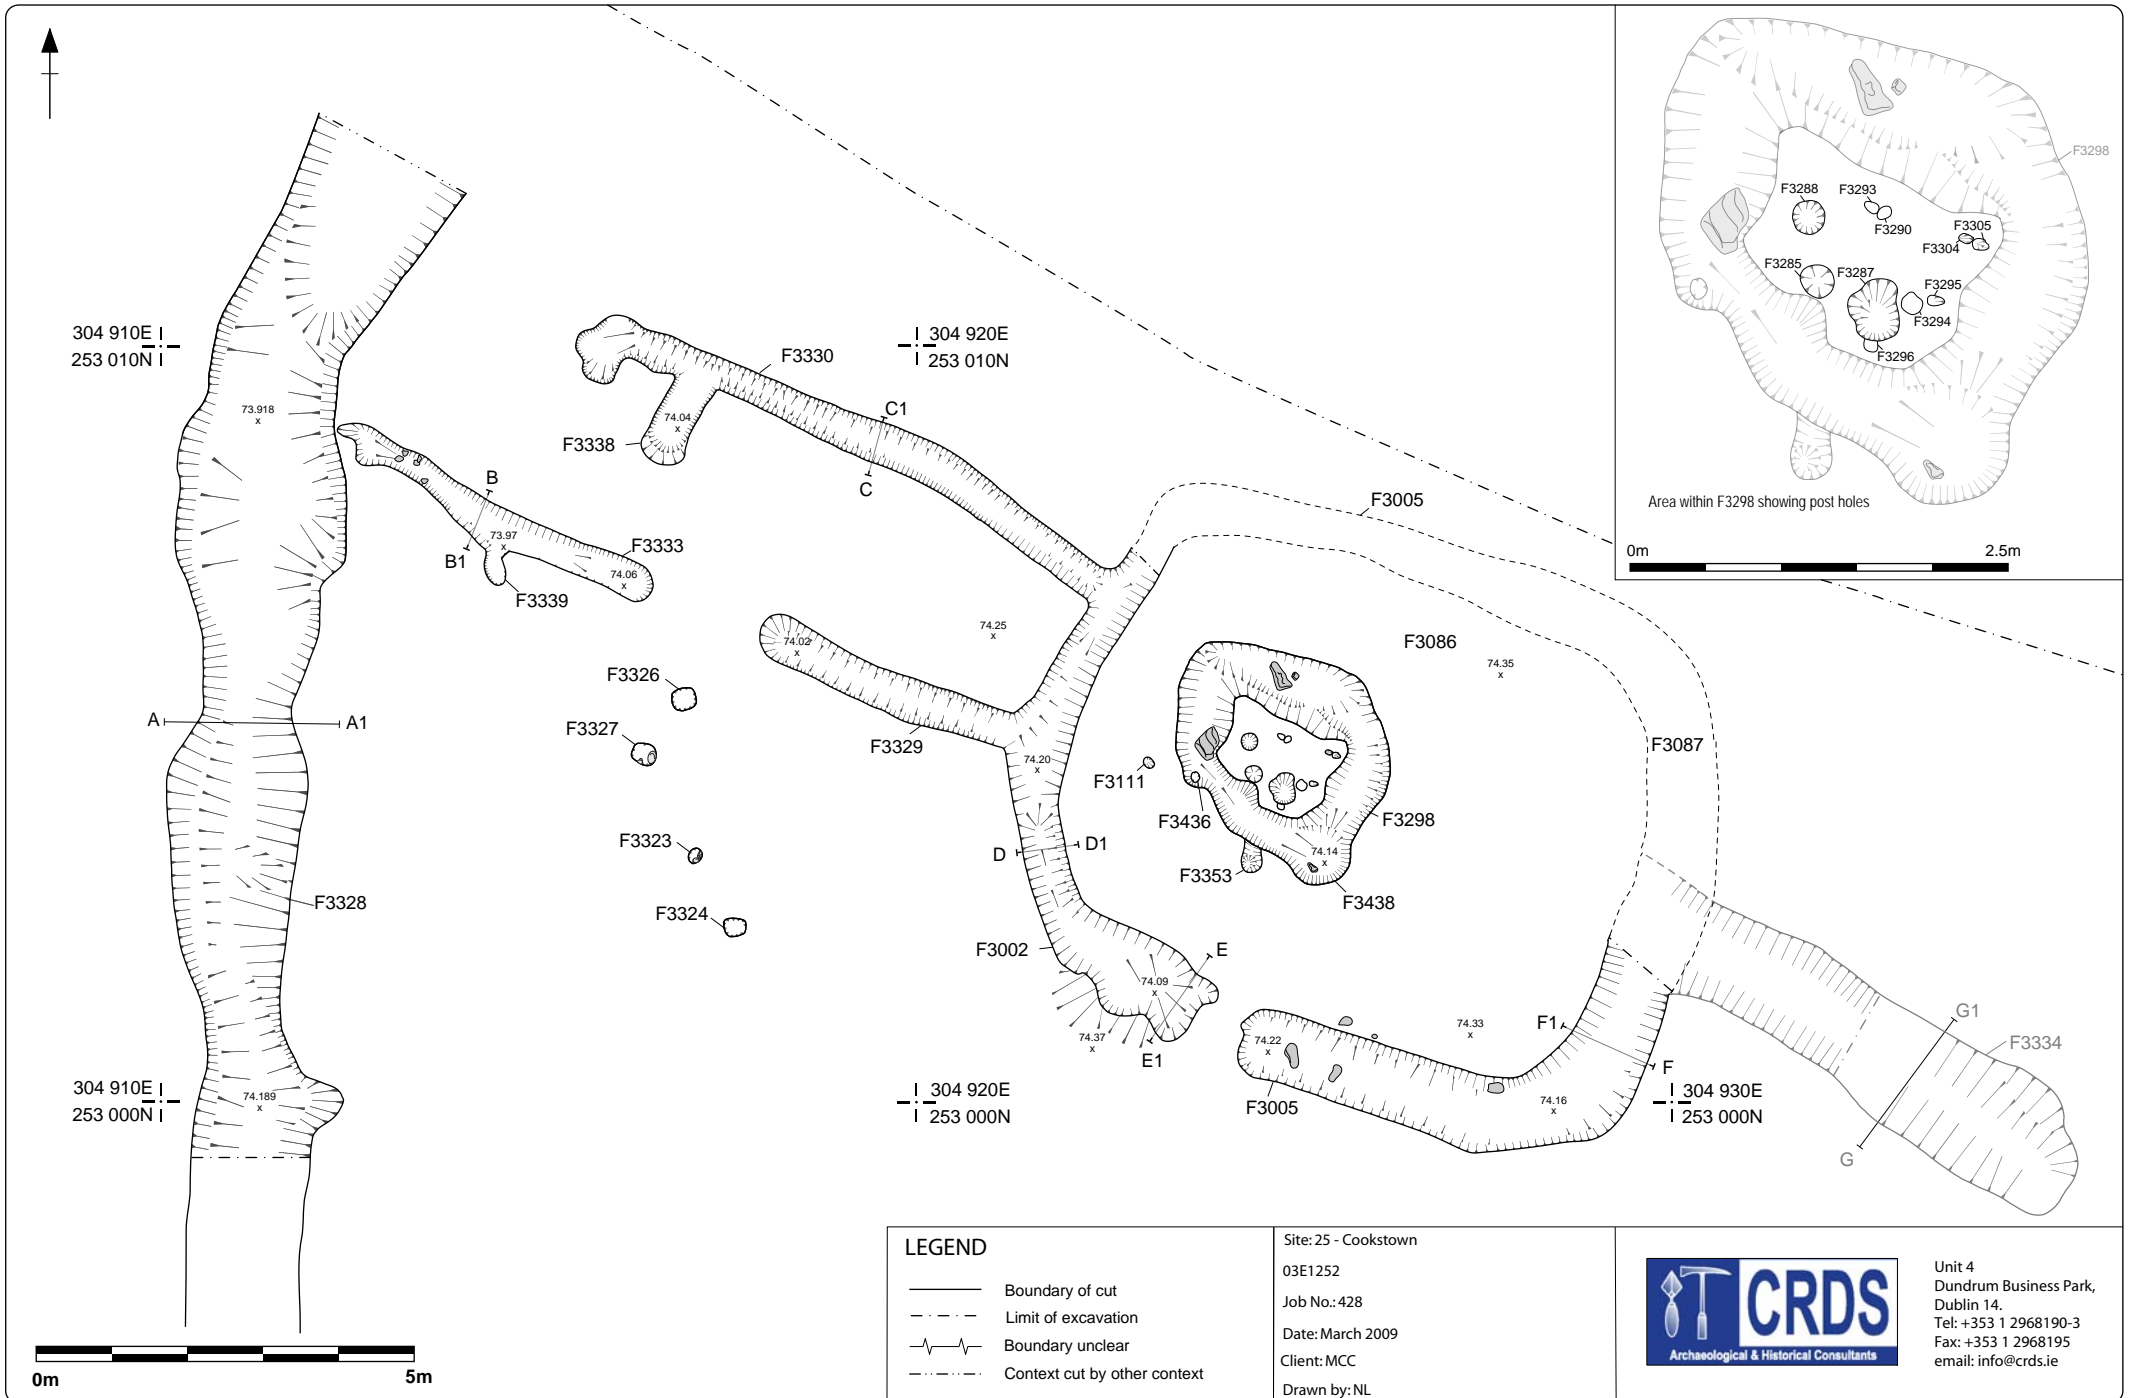 F3298
F3288
F3293
F3290
F3305
F3304
F3285
F3287
F3295
F3294
F3296
Area within F3298 showing post holes
0m
2.5m
304 910E
253 010N
304 920E
253 010N
F3330
73.918
x
74.04
x
C1
F3338
C
B
F3005
73.97
x
B1
F3333
74.06
x
F3339
74.25
x
74.02
x
F3086
74.35
x
F3326
F3327
A
A1
F3329
74.20
x
F3087
F3111
F3436
F3298
F3323
D
D1
74.14
x
F3353
F3438
F3328
F3324
F3002
E
74.09
x
74.37
x
E1
74.22
x
74.33
x
F1
F
G1
F3334
304 910E
253 000N
74.189
x
304 920E
253 000N
F3005
74.16
x
304 930E
253 000N
G
LEGEND
Boundary of cut
Limit of excavation
Boundary unclear
Context cut by other context
Site: 25 - Cookstown
03E1252
Job No.: 428
Date: March 2009
Client: MCC
Drawn by: NL
CRDS
Archaeological & Historical Consultants
Unit 4
Dundrum Business Park,
Dublin 14.
Tel: +353 1 2968190-3
Fax: +353 1 2968195
email: info@crds.ie
0m
5m